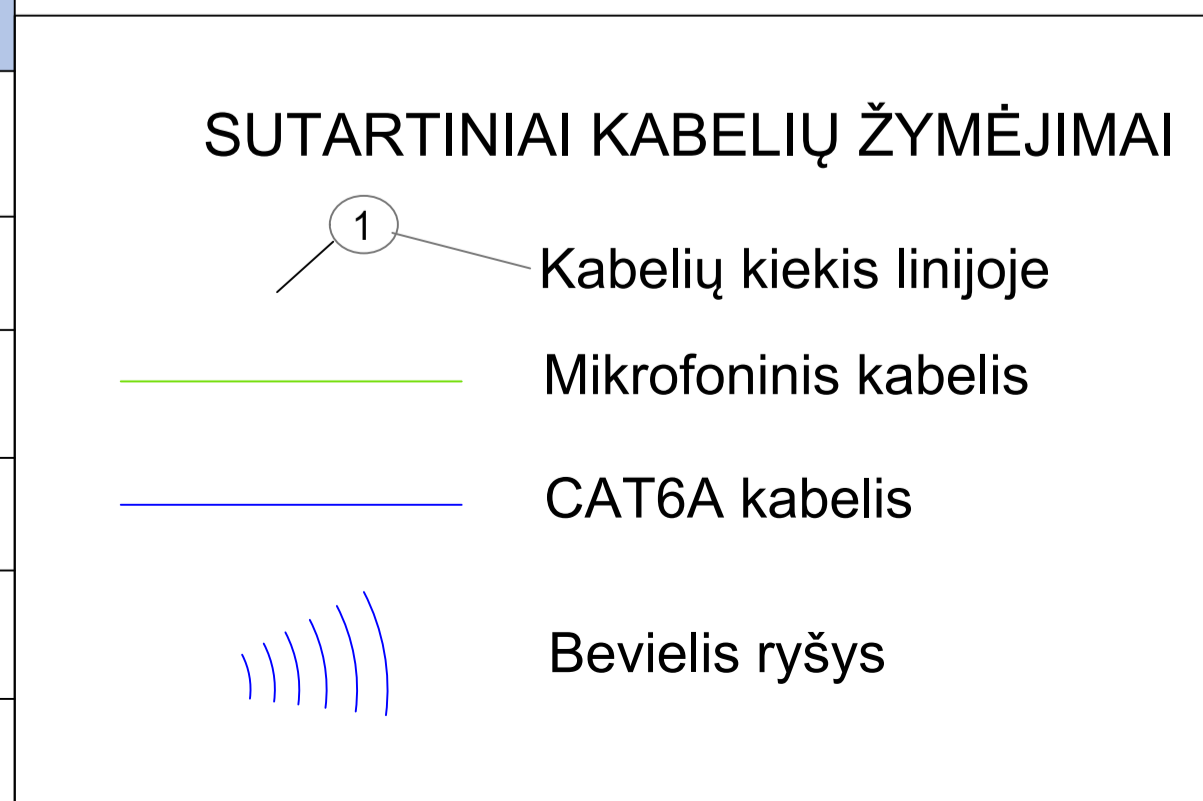 SUTARTINIAI KABELIŲ ŽYMĖJIMAI
1
Kabelių kiekis linijoje
Mikrofoninis kabelis
CAT6A kabelis
Bevielis ryšys